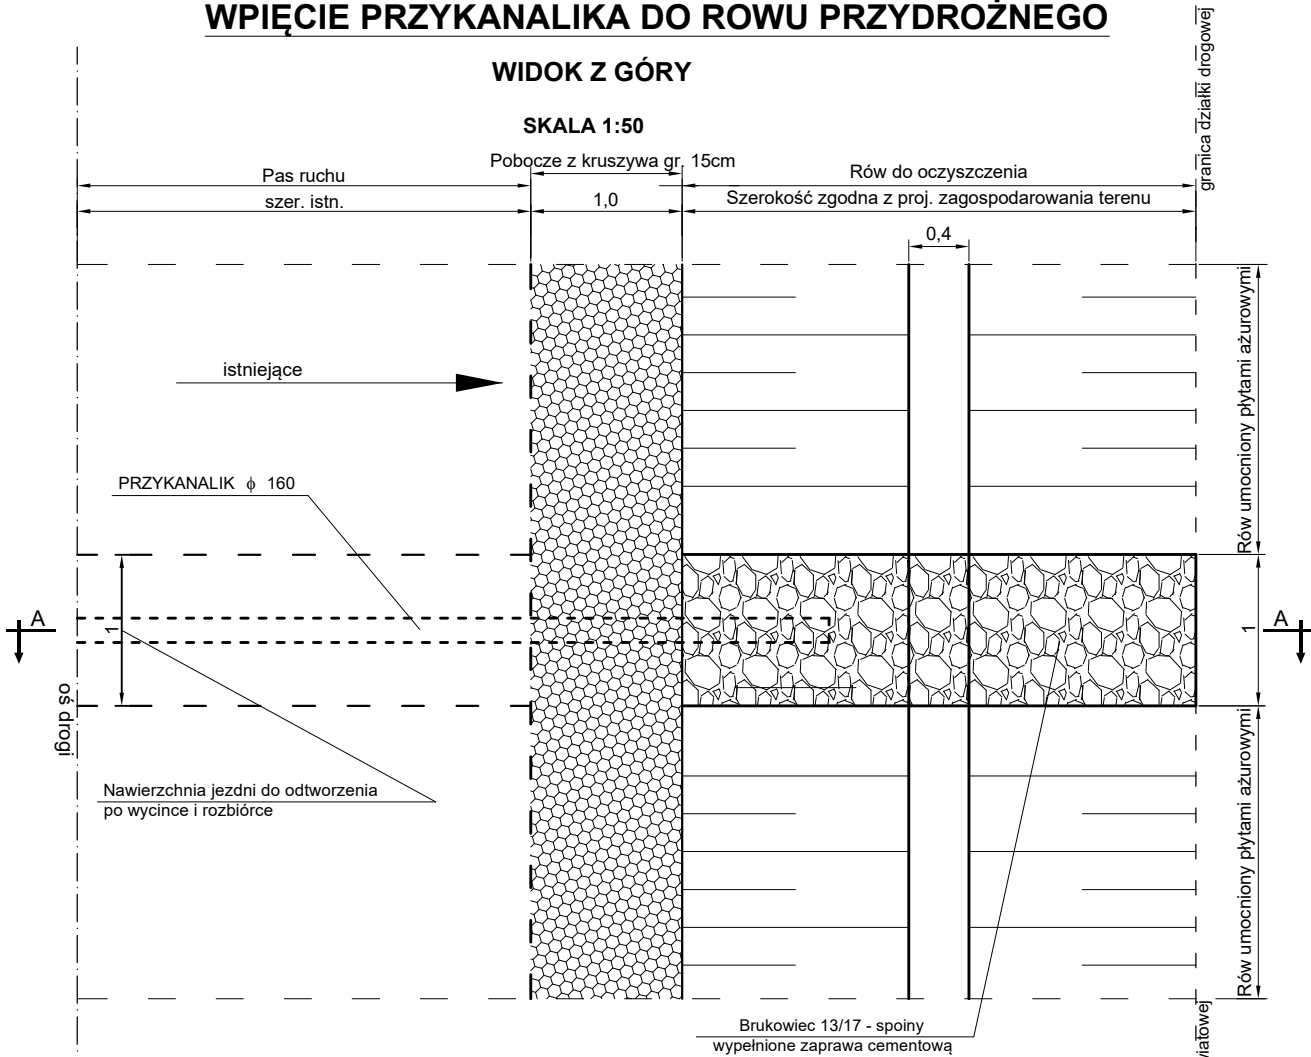 WPIĘCIE PRZYKANALIKA DO ROWU PRZYDROŻNEGO
WIDOK Z GÓRY
SKALA 1:50
granica działki drogowej
Pobocze z kruszywa gr. 15cm
Pas ruchu
Rów do oczyszczenia
szer. istn.
1,0
Szerokość zgodna z proj. zagospodarowania terenu
0,4
Rów umocniony płytami ażurowymi
istniejące
PRZYKANALIK ϕ 160
A
1
1
A
oś drogi
Rów umocniony płytami ażurowymi
Nawierzchnia jezdni do odtworzenia
po wycince i rozbiórce
Brukowiec 13/17 - spoiny
wypełnione zaprawa cementową